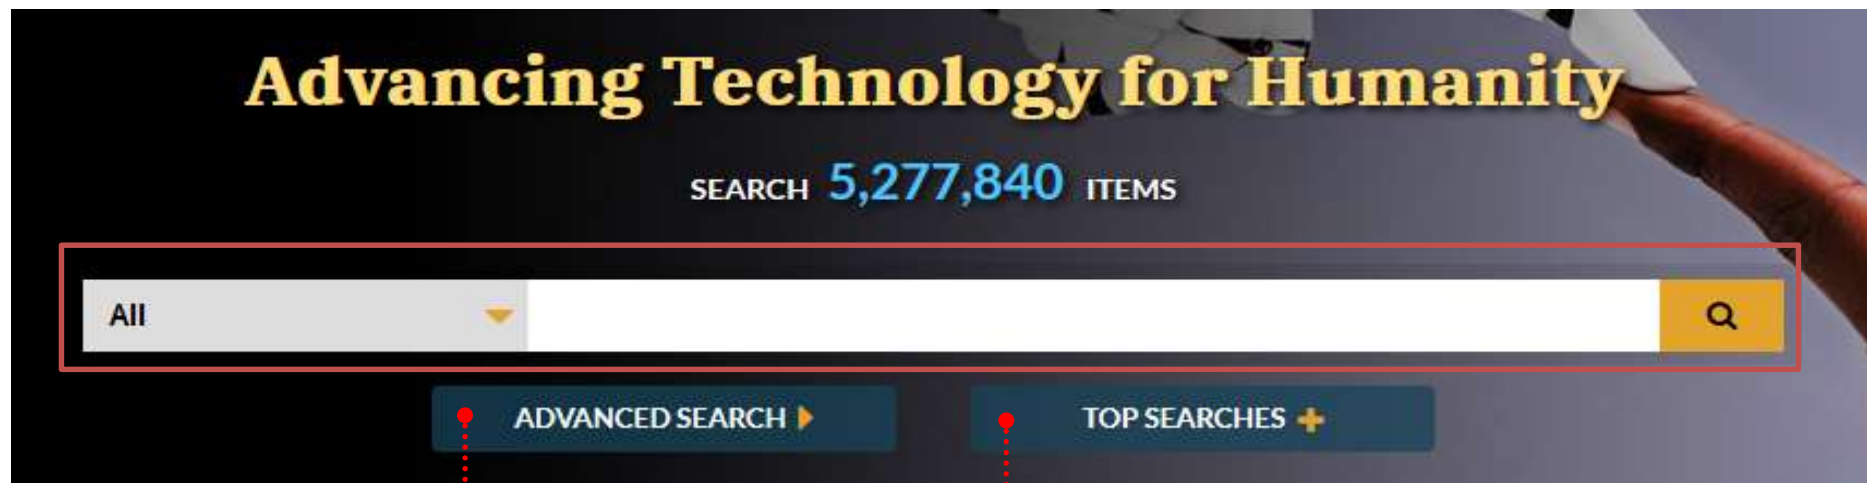 Advancing Technology for Humanity
SEARCH 5,277,840 ITEMS
All
ADVANCED SEARCH
TOP SEARCHES